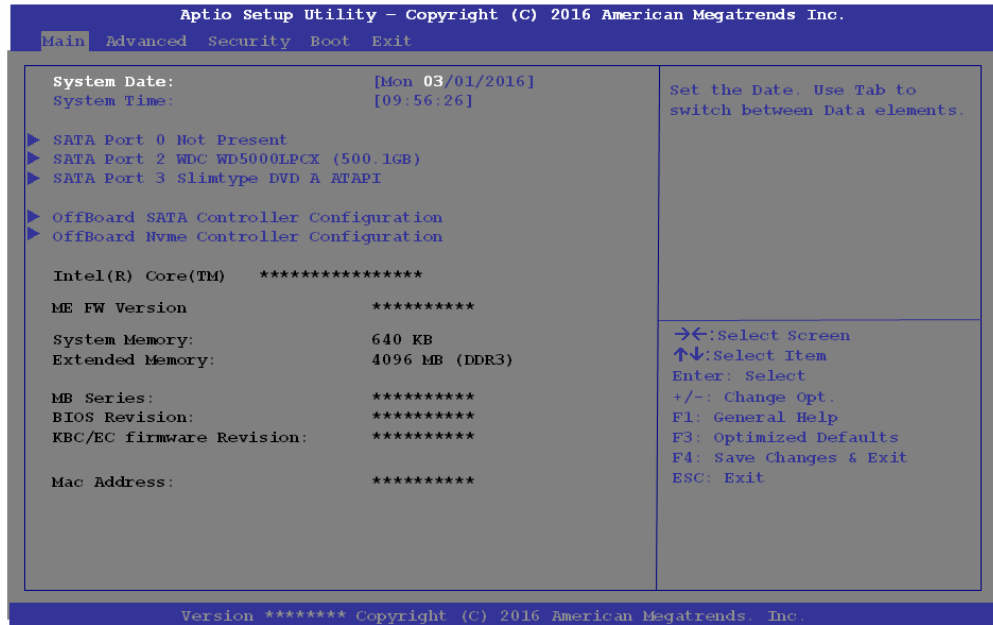 Aptio Setup Utility – Copyright (C) 2016 American Megatrends Inc.
Main Advanced Security Boot Exit
System Date: [Mon 03/01/2016]
System Time: [09:56:26]
▶ SATA Port 0 Not Present
▶ SATA Port 2 WDC WD5000LPCX (500.1GB)
▶ SATA Port 3 Slimtype DVD A ATAPI
▶ OffBoard SATA Controller Configuration
▶ OffBoard Nvme Controller Configuration
Intel(R) Core(TM) ****************
ME FW Version **********
System Memory: 640 KB
Extended Memory: 4096 MB (DDR3)
MB Series: **********
BIOS Revision: **********
KBC/EC firmware Revision: **********
Mac Address: **********
Set the Date. Use Tab to
switch between Data elements.
→←:Select Screen
↑↓:Select Item
Enter: Select
+/-: Change Opt.
F1: General Help
F3: Optimized Defaults
F4: Save Changes & Exit
ESC: Exit
Version ******** Copyright (C) 2016 American Megatrends. Inc.